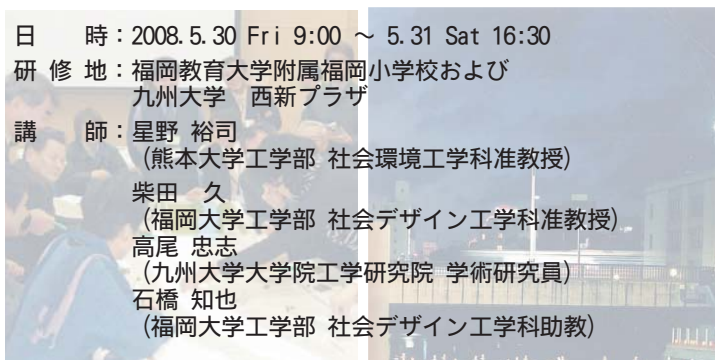 日　　時：2008.5.30 Fri 9:00 ～ 5.31 Sat 16:30
研 修 地：福岡教育大学附属福岡小学校および
九州大学　西新プラザ
講　　師：星野 裕司
（熊本大学工学部 社会環境工学科准教授）
柴田　久
（福岡大学工学部 社会デザイン工学科准教授）
高尾 忠志
（九州大学大学院工学研究院 学術研究員）
石橋 知也
（福岡大学工学部 社会デザイン工学科助教）